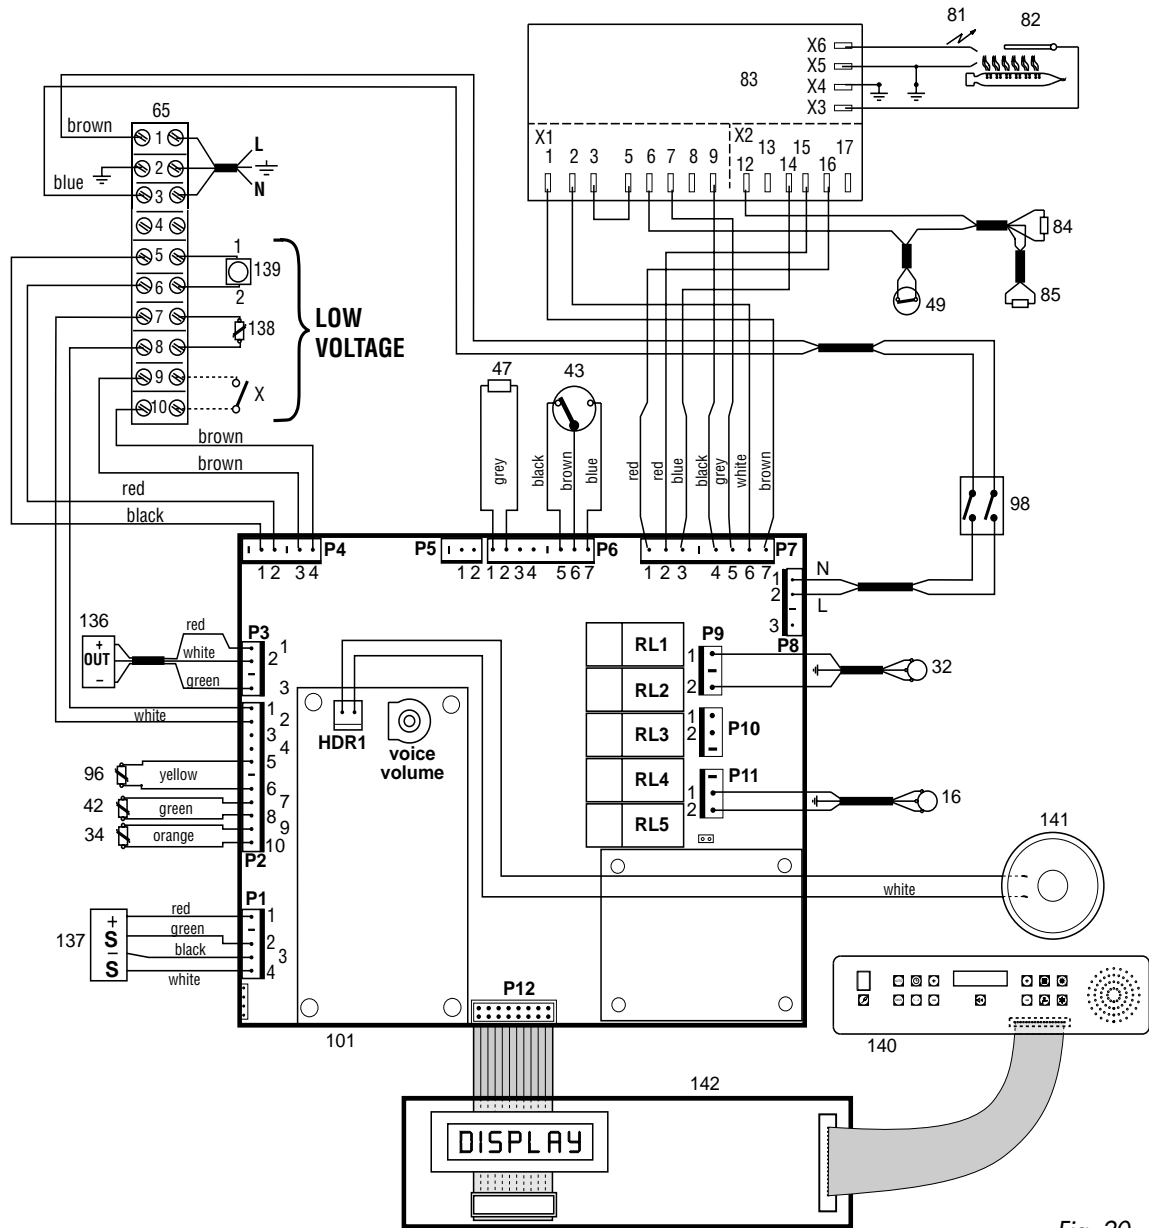 81 82
X6
X5
X4
X3
83
X1 X2
1 2 3 5 6 7 8 9 12 13 14 15 16 17
65
brown
blue
1
2
3
4
5
6
7
8
9
10
L
N
1
139
2
138
X
LOW
VOLTAGE
84
85
49
47 43
grey
black
brown
blue
red
red
blue
black
grey
white
brown
98
brown
brown
red
black
P4
1 2 3 4
P5
1 2
P6
1 2 3 4 5 6 7
P7
1 2 3 4 5 6 7
N
L
1
2
3
P8
136
+
OUT
–
red
white
green
P3
1
2
3
white
1
2
3
4
5
6
7
8
9
10
P2
96 yellow
42 green
34 orange
HDR1
voice
volume
RL1
RL2
RL3
RL4
RL5
P9
1
2
P10
1
2
P11
1
2
32
16
141
white
137
+
S
–
S
red
green
black
white
P1
1
2
3
4
P12
101
140
142
DISPLAY
Fig. 20